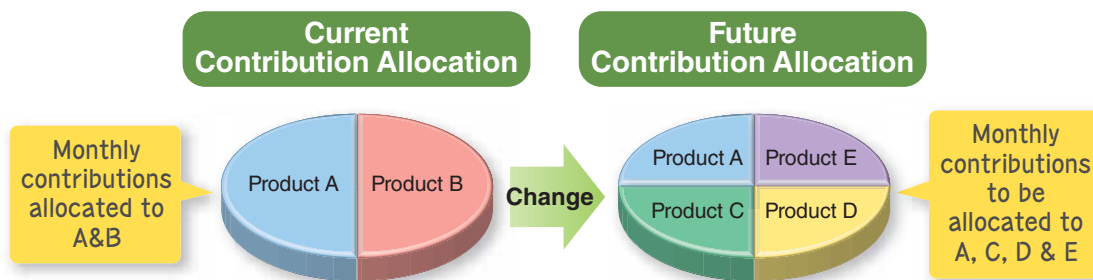 Current
Contribution Allocation
Future
Contribution Allocation
Monthly
contributions
allocated to
A&B
Product A
Product B
Change
Product A
Product E
Product C
Product D
Monthly
contributions
to be
allocated to
A, C, D & E